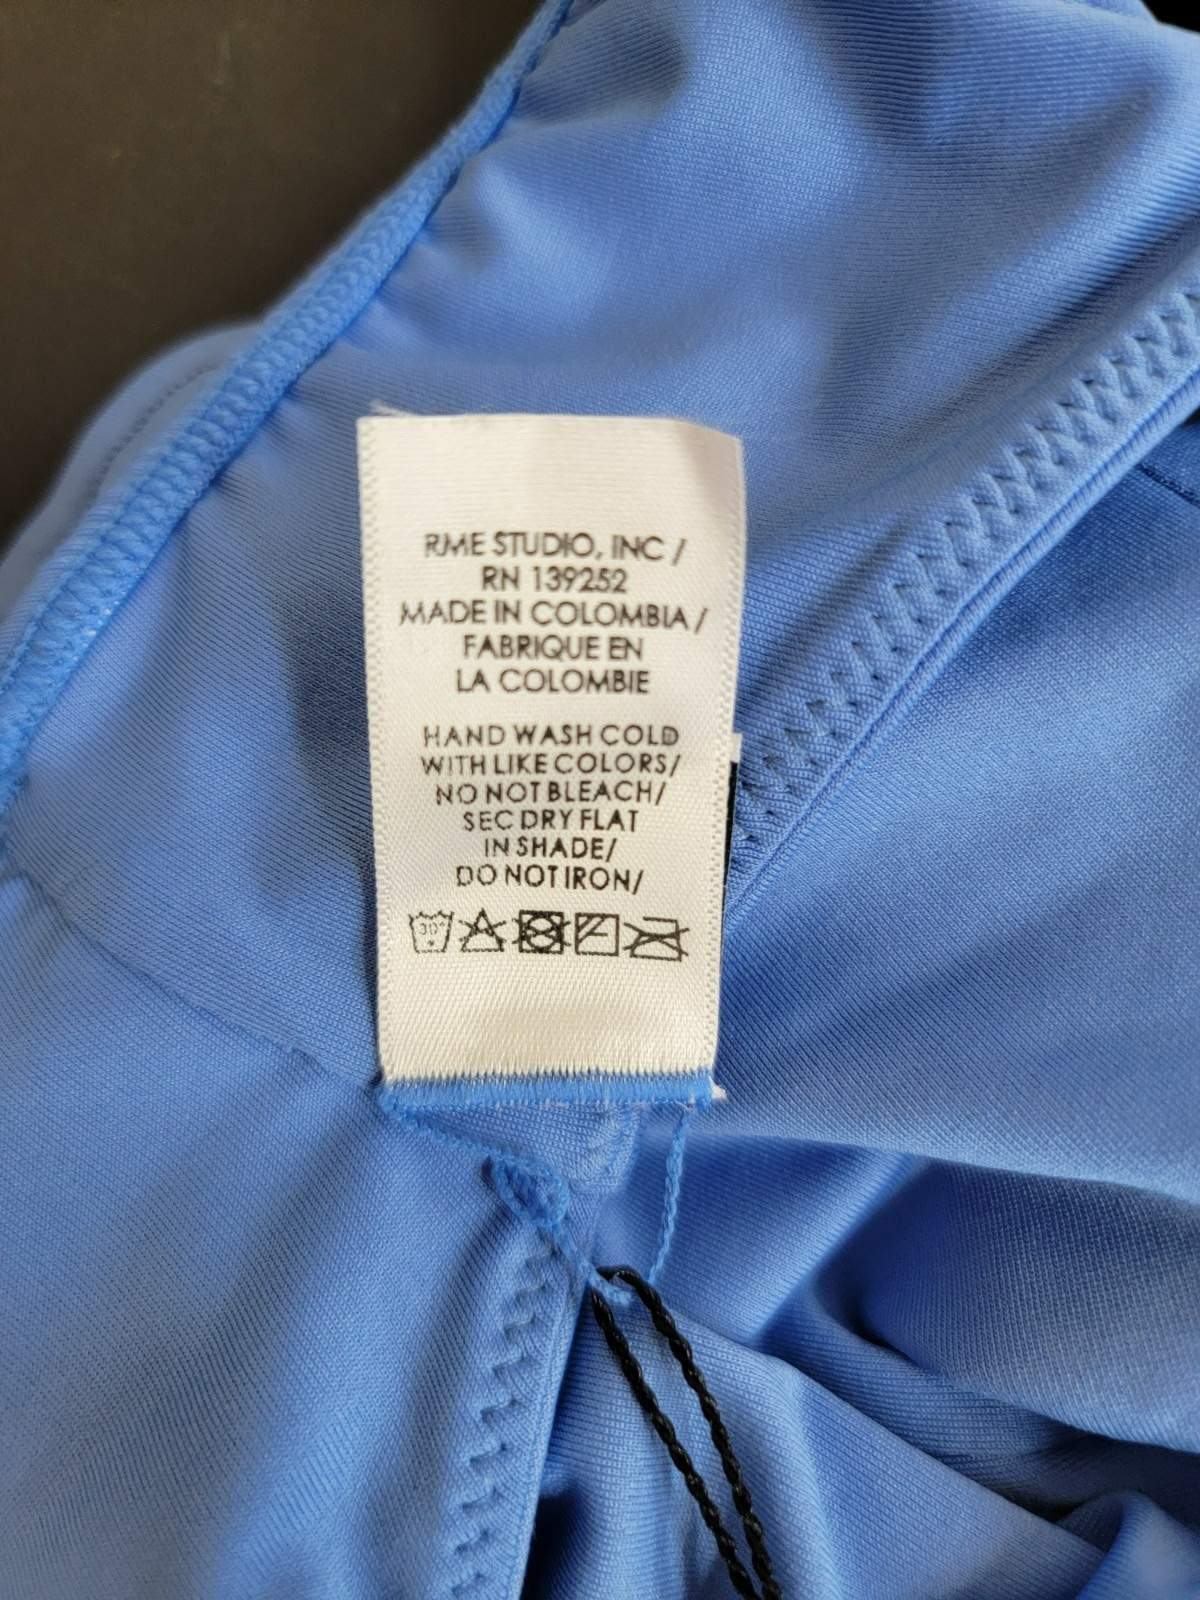 RME STUDIO, INC /
RN 139252
MADE IN COLOMBIA /
FABRIQUE EN
LA COLOMBIE
HAND WASH COLD
WITH LIKE COLORS/
NO NOT BLEACH/
SEC DRY FLAT
IN SHADE/
DO NOT IRON/
30°